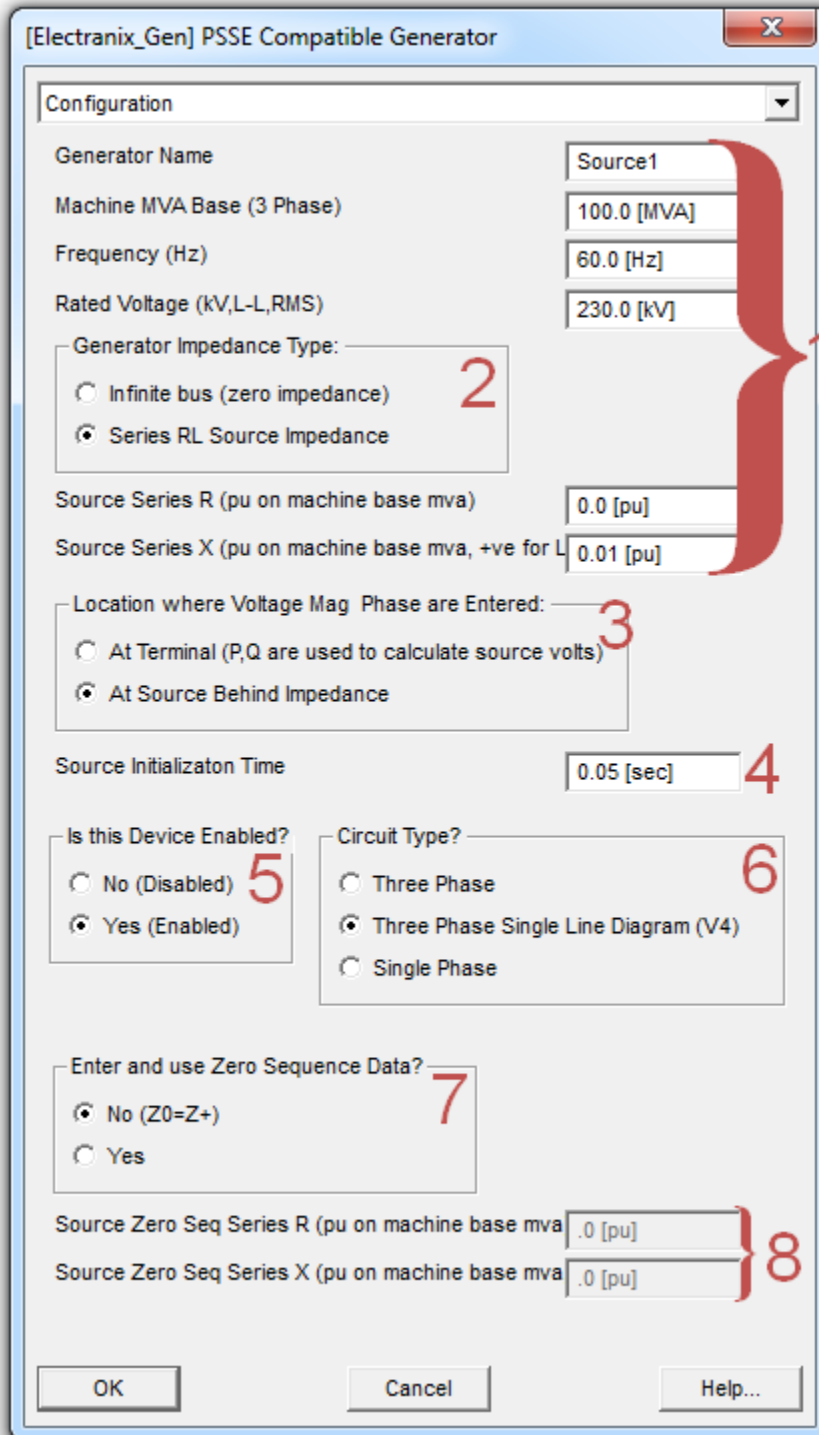 [Electranix_Gen] PSSE Compatible Generator
x
Configuration
Generator Name Source1
Machine MVA Base (3 Phase) 100.0 [MVA]
Frequency (Hz) 60.0 [Hz]
Rated Voltage (kV,L-L,RMS) 230.0 [kV]
1
Generator Impedance Type:
2
Infinite bus (zero impedance)
Series RL Source Impedance
Source Series R (pu on machine base mva) 0.0 [pu]
Source Series X (pu on machine base mva, +ve for L 0.01 [pu]
Location where Voltage Mag Phase are Entered:
3
At Terminal (P,Q are used to calculate source volts)
At Source Behind Impedance
Source Initializaton Time 0.05 [sec] 4
Is this Device Enabled?
5
No (Disabled)
Yes (Enabled)
Circuit Type?
6
Three Phase
Three Phase Single Line Diagram (V4)
Single Phase
Enter and use Zero Sequence Data?
7
No (Z0=Z+)
Yes
Source Zero Seq Series R (pu on machine base mva .0 [pu]
Source Zero Seq Series X (pu on machine base mva .0 [pu]
8
OK Cancel Help...